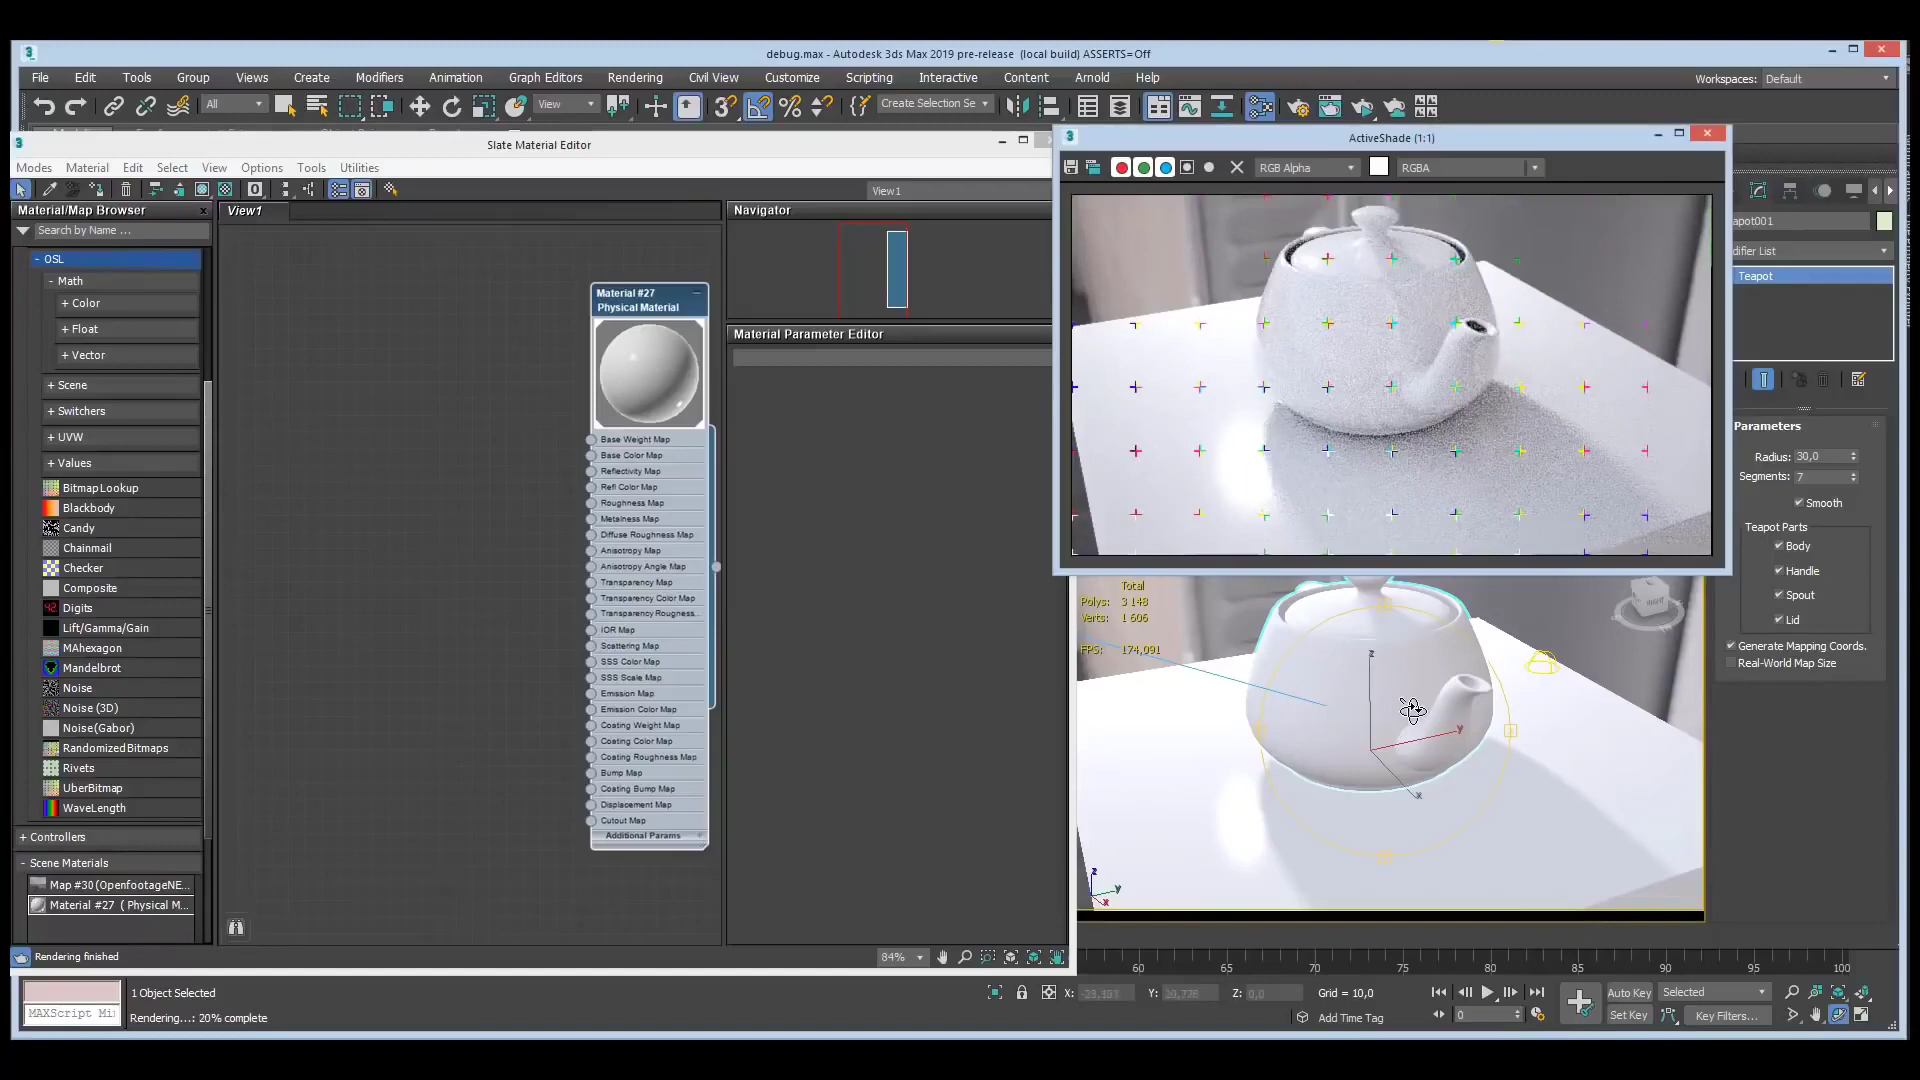 debug.max - Autodesk 3ds Max 2019 pre-release (local build) ASSERTS=Off
File Edit Tools Group Views Create Modifiers Animation Graph Editors Rendering Civil View Customize Scripting Interactive Content Arnold Help
Workspaces: Default
All
View
Create Selection Se
Slate Material Editor
Modes Material Edit Select View Options Tools Utilities
View1
Material/Map Browser
Search by Name ...
- OSL
- Math
+ Color
+ Float
+ Vector
+ Scene
+ Switchers
+ UVW
+ Values
BitmapLookup
Blackbody
Candy
Chainmail
Checker
Composite
Digits
Lift/Gamma/Gain
MAhexagon
Mandelbrot
Noise
Noise (3D)
Noise(Gabor)
RandomizedBitmaps
Rivets
UberBitmap
WaveLength
+ Controllers
- Scene Materials
Map #30(OpenfootageNE...
Material #27 ( Physical M...
Rendering finished
View1
Material #27
Physical Material
Base Weight Map
Base Color Map
Reflectivity Map
Refl Color Map
Roughness Map
Metalness Map
Diffuse Roughness Map
Anisotropy Map
Anisotropy Angle Map
Transparency Map
Transparency Color Map
Transparency Roughness...
IOR Map
Scattering Map
SSS Color Map
SSS Scale Map
Emission Map
Emission Color Map
Coating Weight Map
Coating Color Map
Coating Roughness Map
Bump Map
Coating Bump Map
Displacement Map
Cutout Map
Additional Params +
Navigator
Material Parameter Editor
84%
ActiveShade (1:1)
RGB Alpha
RGBA
Total
Polys: 3 148
Verts: 1 606
FPS: 174,091
RIGHT
z
y
x
z
y
x
apot001
difier List
Teapot
Parameters
Radius: 30,0
Segments: 7
Smooth
Teapot Parts
Body
Handle
Spout
Lid
Generate Mapping Coords.
Real-World Map Size
60 65 70 75 80 85 90 95 100
MAXScript Mi
1 Object Selected
Rendering...: 20% complete
X: Y: Z: 0,0
Grid = 10,0
Add Time Tag
0
Auto Key
Selected
Set Key
Key Filters...